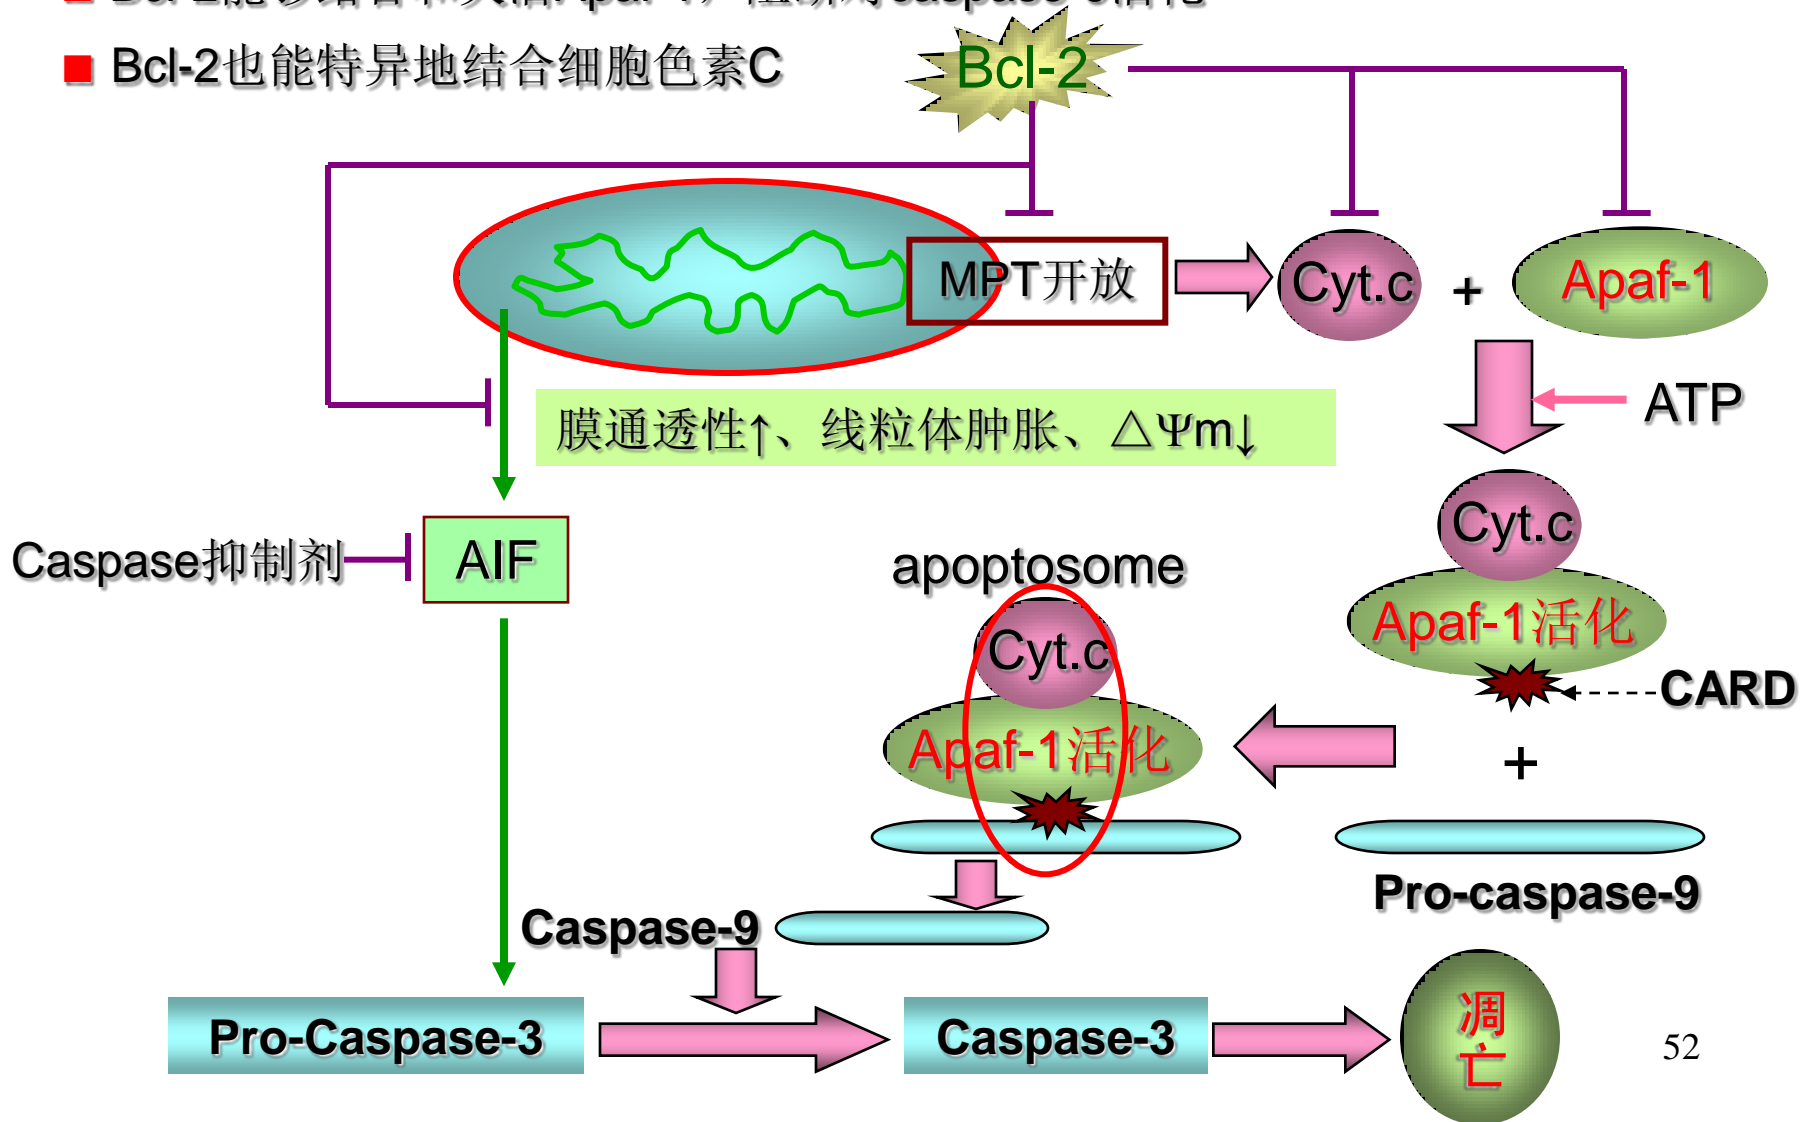 Bcl-2也能特异地结合细胞色素C
Bcl-2
MPT开放
Cyt.c
+
Apaf-1
膜通透性↑、线粒体肿胀、△Ψm↓
ATP
Caspase抑制剂
AIF
apoptosome
Cyt.c
Apaf-1活化
Cyt.c
Apaf-1活化
CARD
+
Pro-caspase-9
Caspase-9
Pro-Caspase-3
Caspase-3
凋
亡
52